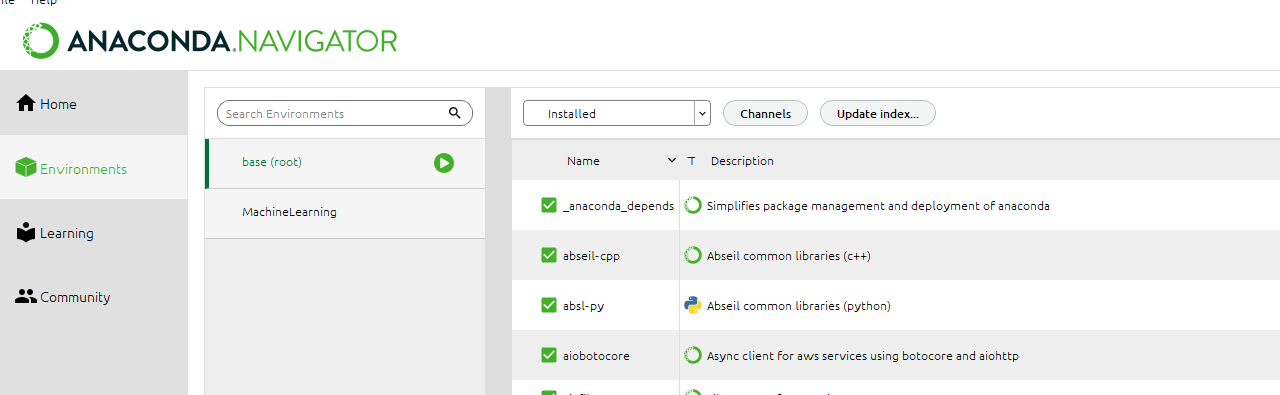 Help
ANACONDA.NAVIGATOR
Home
Environments
Learning
Community
Search Environments
base (root)
MachineLearning
Installed
Channels
Update index...
Name T Description
_anaconda_depends Simplifies package management and deployment of anaconda
abseil-cpp Abseil common libraries (c++)
absl-py Abseil common libraries (python)
aiobotocore Async client for aws services using botocore and aiohttp